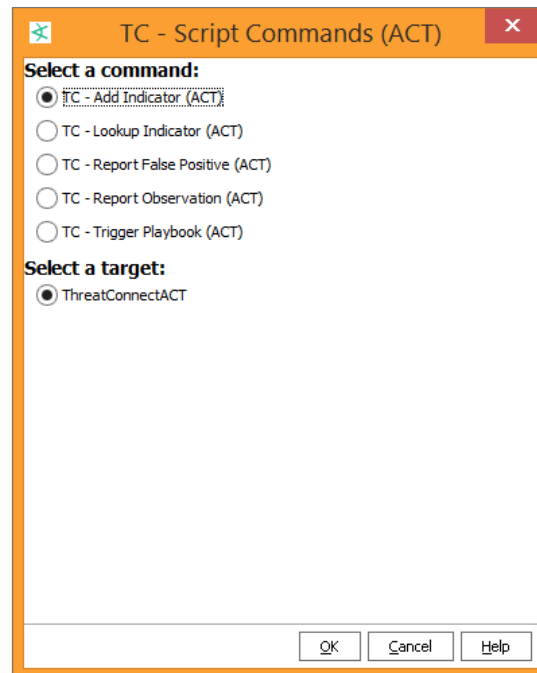 TC - Script Commands (ACT)
Select a command:
TC - Add Indicator (ACT)
TC - Lookup Indicator (ACT)
TC - Report False Positive (ACT)
TC - Report Observation (ACT)
TC - Trigger Playbook (ACT)
Select a target:
ThreatConnectACT
OK Cancel Help